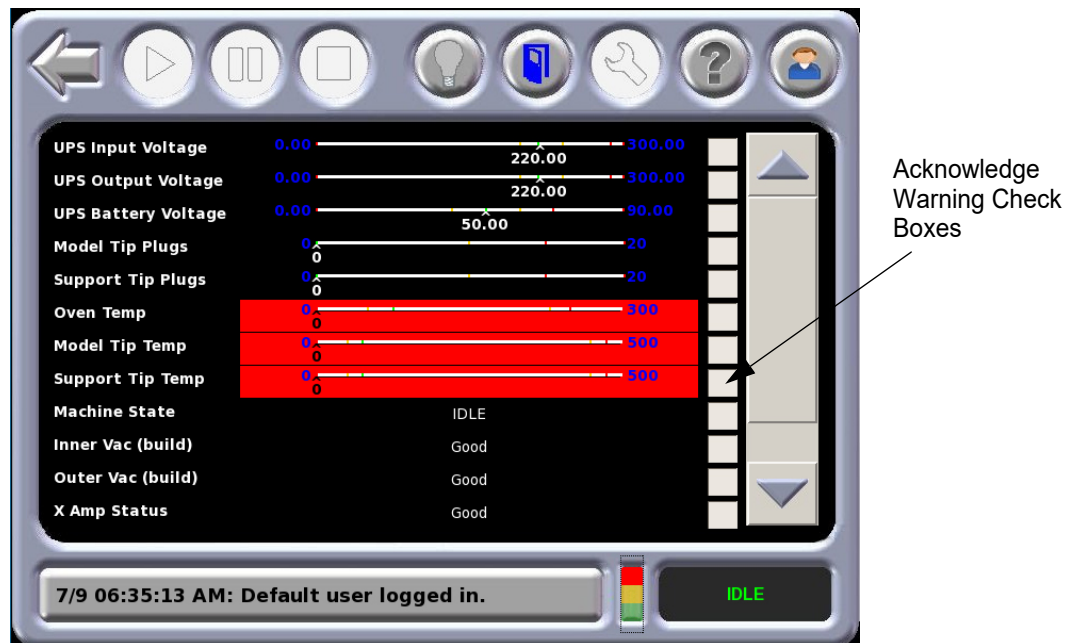 UPS Input Voltage 0.00 300.00
220.00
UPS Output Voltage 0.00 300.00
220.00
UPS Battery Voltage 0.00 90.00
50.00
Model Tip Plugs 0 20
0
Support Tip Plugs 0 20
0
Oven Temp 0 300
0
Model Tip Temp 0 500
0
Support Tip Temp 0 500
0
Machine State IDLE
Inner Vac (build) Good
Outer Vac (build) Good
X Amp Status Good
Acknowledge
Warning Check
Boxes
7/9 06:35:13 AM: Default user logged in.
IDLE